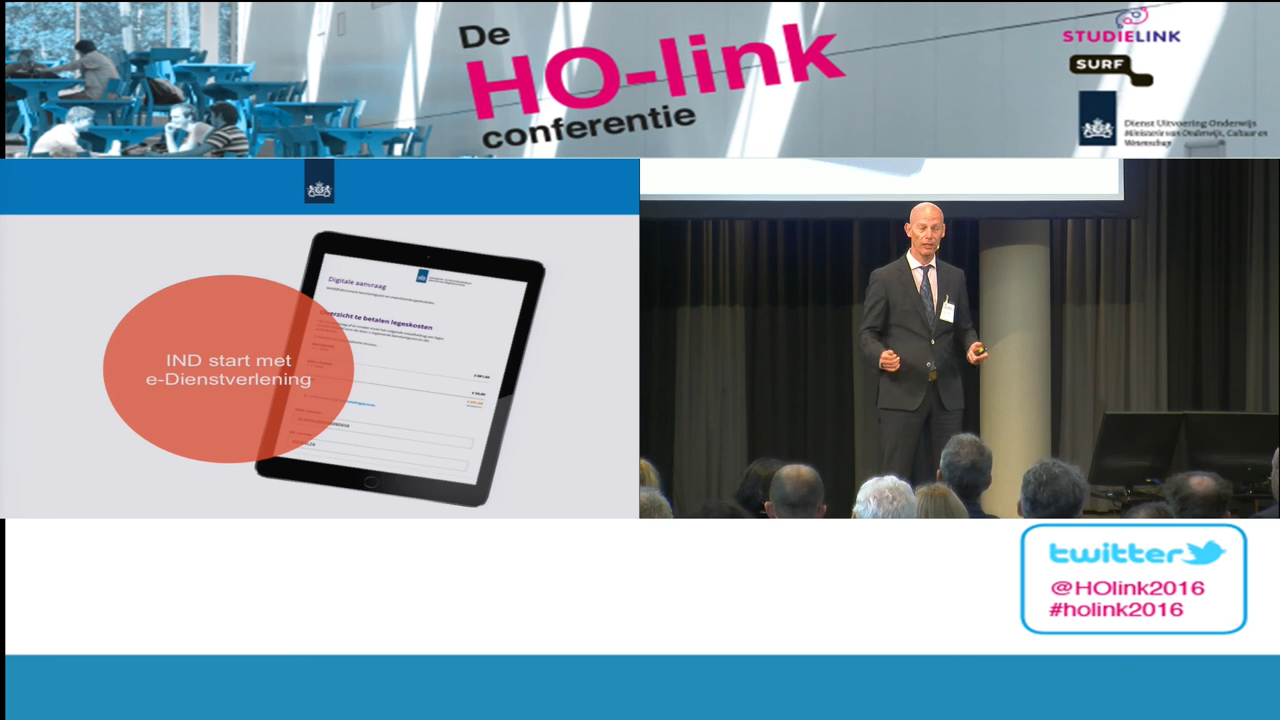 De
HO-link
conferentie
STUDIELINK
SURF
Dienst Uitvoering Onderwijs
Ministerie van Onderwijs, Cultuur en
Wetenschap
Digitale aanvraag
Overzicht te betalen legeskosten
IND start met
e-Dienstverlening
twitter
@HOlink2016
#holink2016